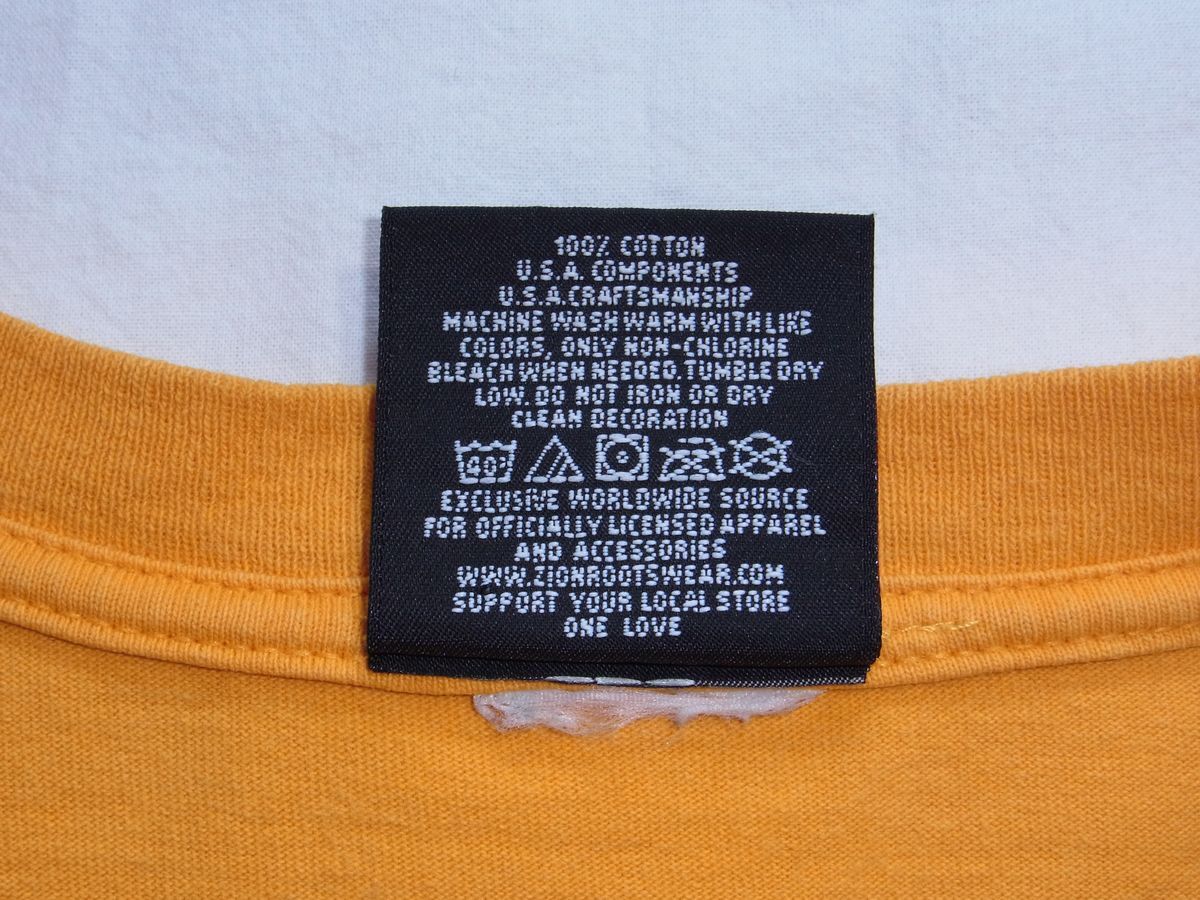 100% COTTON
U.S.A. COMPONENTS
U.S.A.CRAFTSMANSHIP
MACHINE WASH WARM WITH LIKE
COLORS, ONLY NON-CHLORINE
BLEACH WHEN NEEDED. TUMBLE DRY
LOW. DO NOT IRON OR DRY
CLEAN DECORATION
40°
EXCLUSIVE WORLDWIDE SOURCE
FOR OFFICIALLY LICENSED APPAREL
AND ACCESSORIES
WWW.ZIONROOTSWEAR.COM
SUPPORT YOUR LOCAL STORE
ONE LOVE